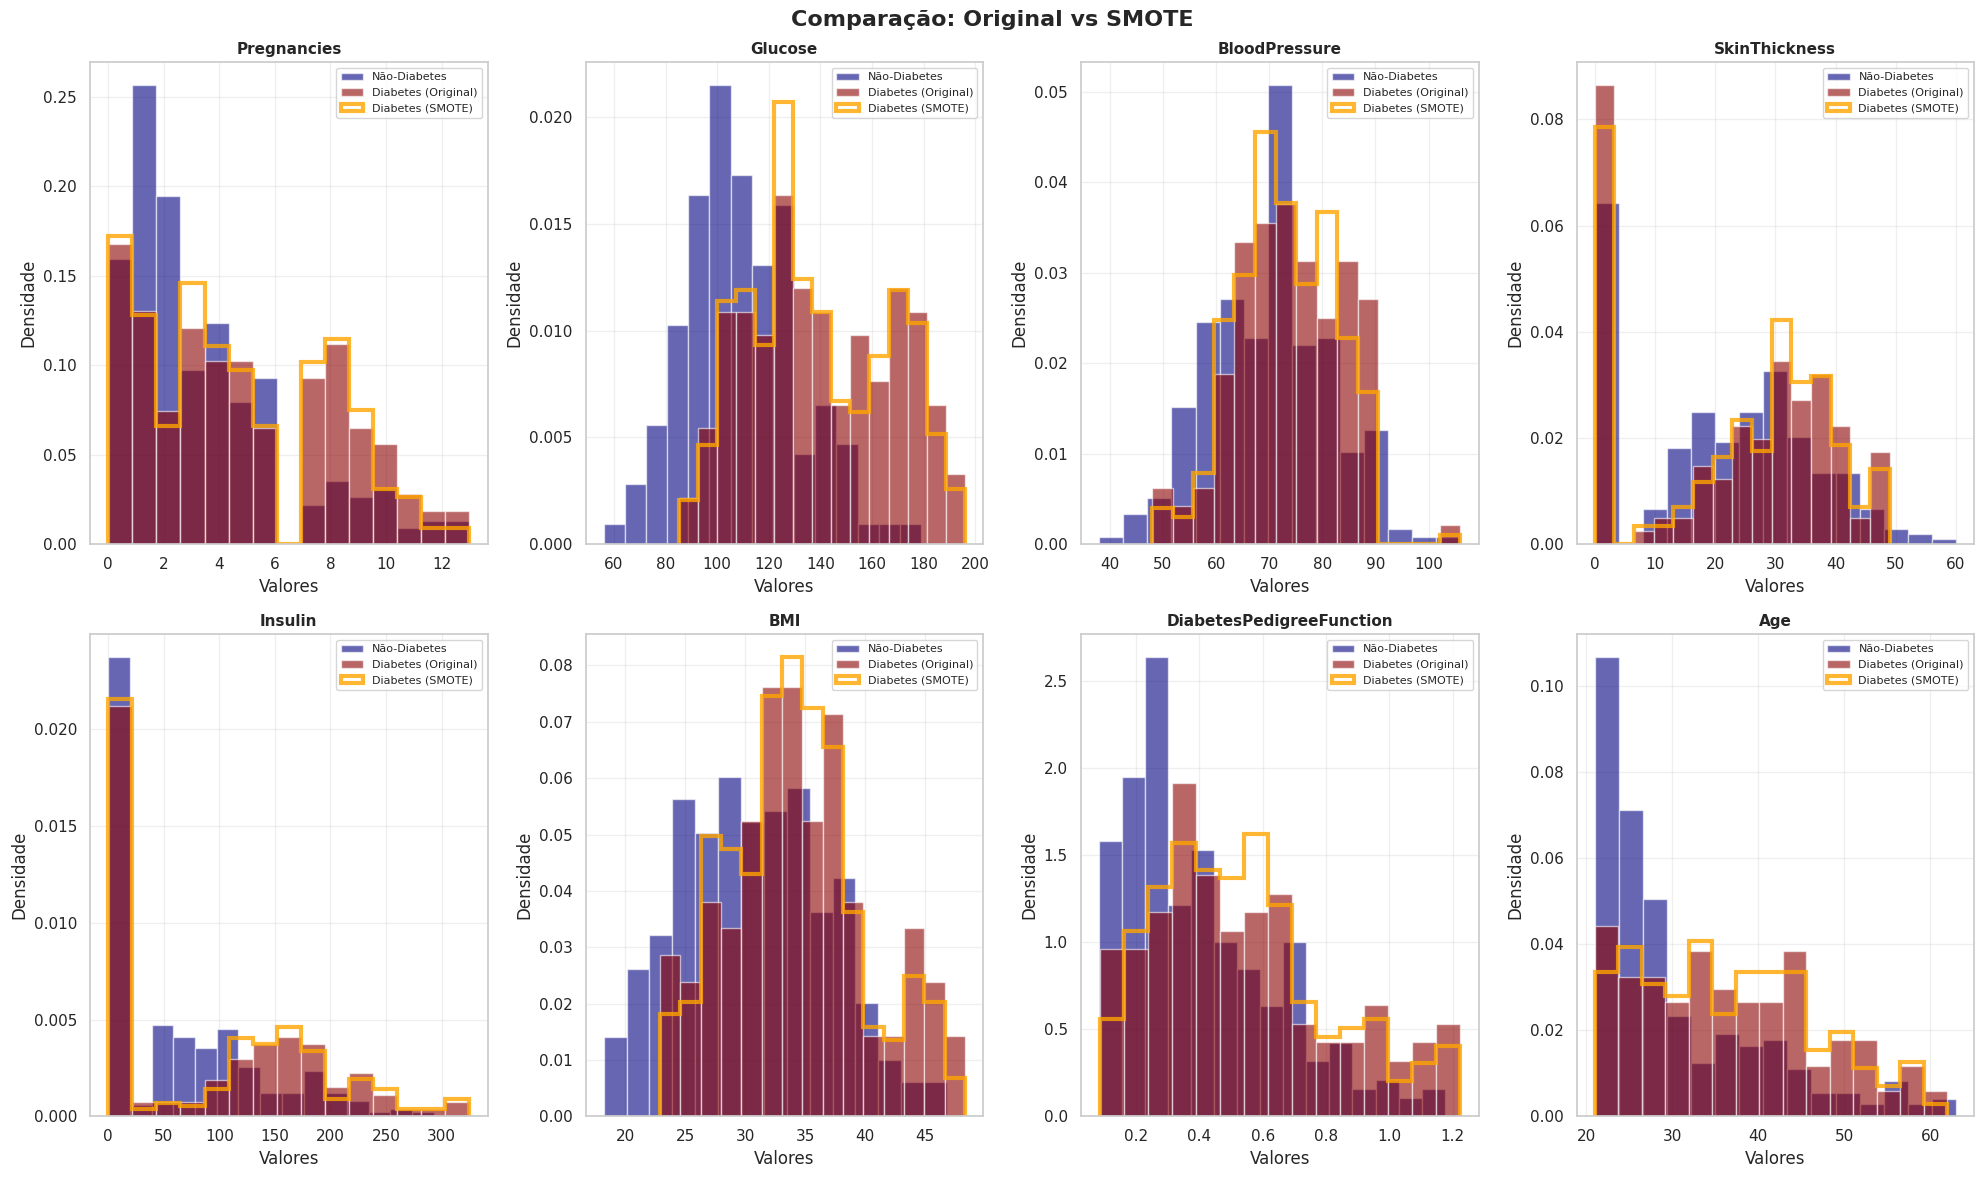 Comparação: Original vs SMOTE
Pregnancies
Não-Diabetes
Diabetes (Original)
Diabetes (SMOTE)
Densidade
0.25
0.20
0.15
0.10
0.05
0.00
0 2 4 6 8 10 12
Valores
Glucose
Não-Diabetes
Diabetes (Original)
Diabetes (SMOTE)
Densidade
0.020
0.015
0.010
0.005
0.000
60 80 100 120 140 160 180 200
Valores
BloodPressure
Não-Diabetes
Diabetes (Original)
Diabetes (SMOTE)
Densidade
0.05
0.04
0.03
0.02
0.01
0.00
40 50 60 70 80 90 100
Valores
SkinThickness
Não-Diabetes
Diabetes (Original)
Diabetes (SMOTE)
Densidade
0.08
0.06
0.04
0.02
0.00
0 10 20 30 40 50 60
Valores
Insulin
Não-Diabetes
Diabetes (Original)
Diabetes (SMOTE)
Densidade
0.020
0.015
0.010
0.005
0.000
0 50 100 150 200 250 300
Valores
BMI
Não-Diabetes
Diabetes (Original)
Diabetes (SMOTE)
Densidade
0.08
0.07
0.06
0.05
0.04
0.03
0.02
0.01
0.00
20 25 30 35 40 45
Valores
DiabetesPedigreeFunction
Não-Diabetes
Diabetes (Original)
Diabetes (SMOTE)
Densidade
2.5
2.0
1.5
1.0
0.5
0.0
0.2 0.4 0.6 0.8 1.0 1.2
Valores
Age
Não-Diabetes
Diabetes (Original)
Diabetes (SMOTE)
Densidade
0.10
0.08
0.06
0.04
0.02
0.00
20 30 40 50 60
Valores